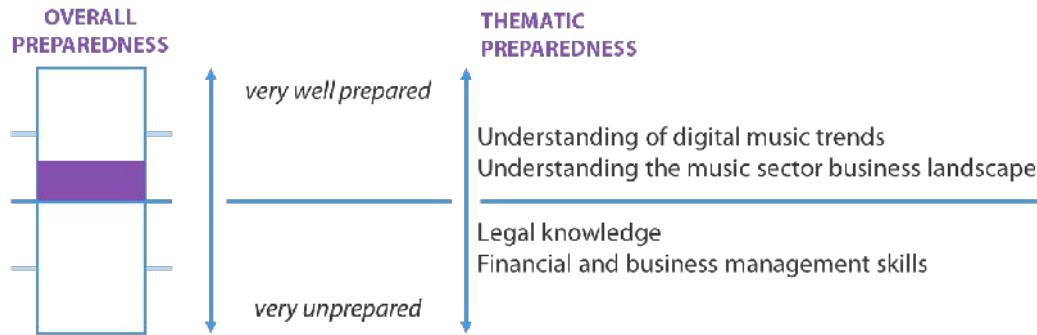 OVERALL
PREPAREDNESS
THEMATIC
PREPAREDNESS
very well prepared
Understanding of digital music trends
Understanding the music sector business landscape
Legal knowledge
Financial and business management skills
very unprepared